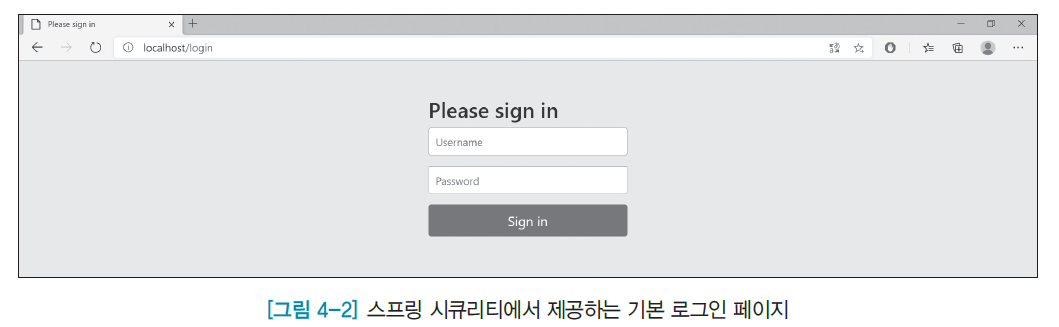 Please sign in
localhost/login
Please sign in
Username
Password
Sign in
[그림 4-2] 스프링 시큐리티에서 제공하는 기본 로그인 페이지